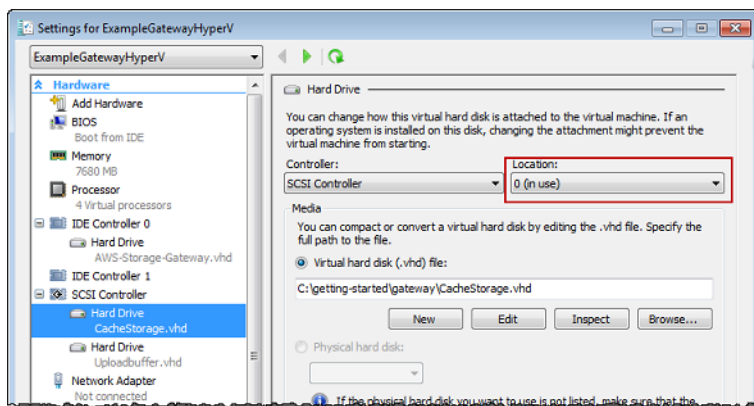 Settings for ExampleGatewayHyperV
ExampleGatewayHyperV
Hardware
Add Hardware
BIOS
Boot from IDE
Memory
7680 MB
Processor
4 Virtual processors
IDE Controller 0
Hard Drive
AWS-Storage-Gateway.vhd
IDE Controller 1
SCSI Controller
Hard Drive
CacheStorage.vhd
Hard Drive
Uploadbuffer.vhd
Network Adapter
Not connected
Hard Drive
You can change how this virtual hard disk is attached to the virtual machine. If an
operating system is installed on this disk, changing the attachment might prevent the
virtual machine from starting.
Controller:
Location:
SCSI Controller
0 (in use)
Media
You can compact or convert a virtual hard disk by editing the .vhd file. Specify the
full path to the file.
Virtual hard disk (.vhd) file:
C:\getting-started\gateway\CacheStorage.vhd
New
Edit
Inspect
Browse...
Physical hard disk:
If the physical hard disk you want to use is not listed, make sure that the